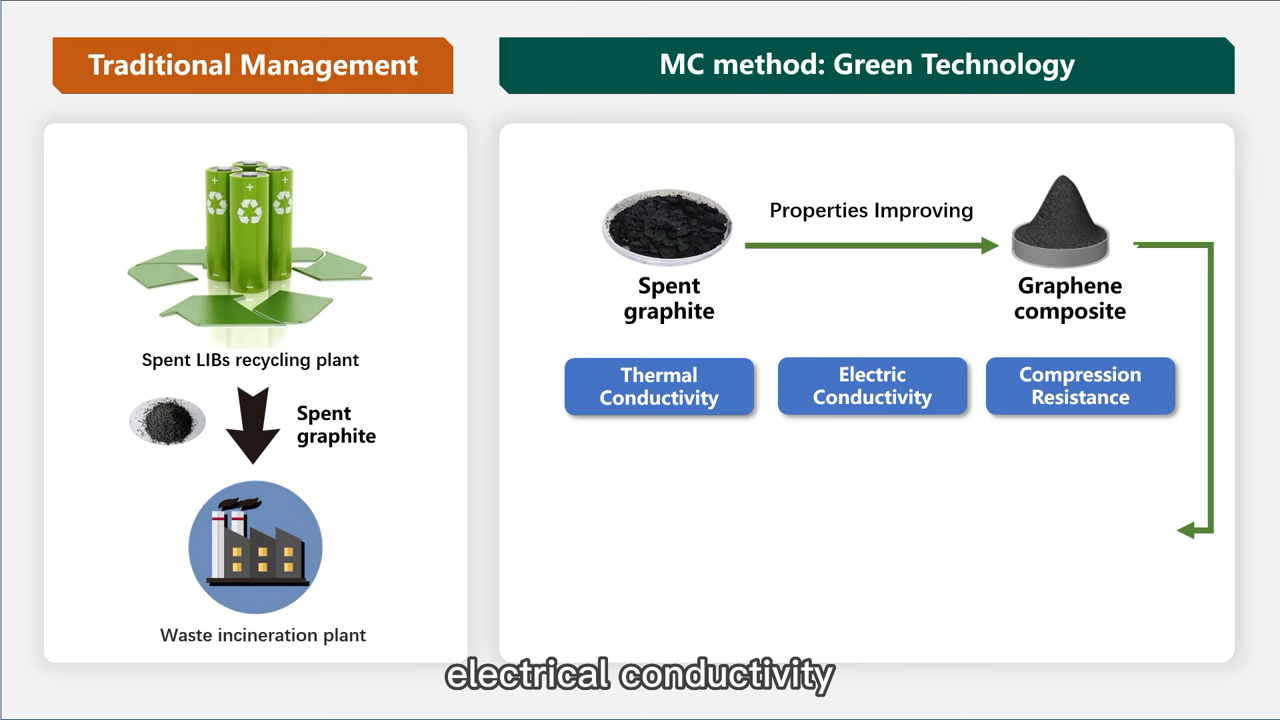 Traditional Management
MC method: Green Technology
Spent LIBs recycling plant
Spent
graphite
Waste incineration plant
Properties Improving
Spent
graphite
Graphene
composite
Thermal
Conductivity
Electric
Conductivity
Compression
Resistance
electrical conductivity